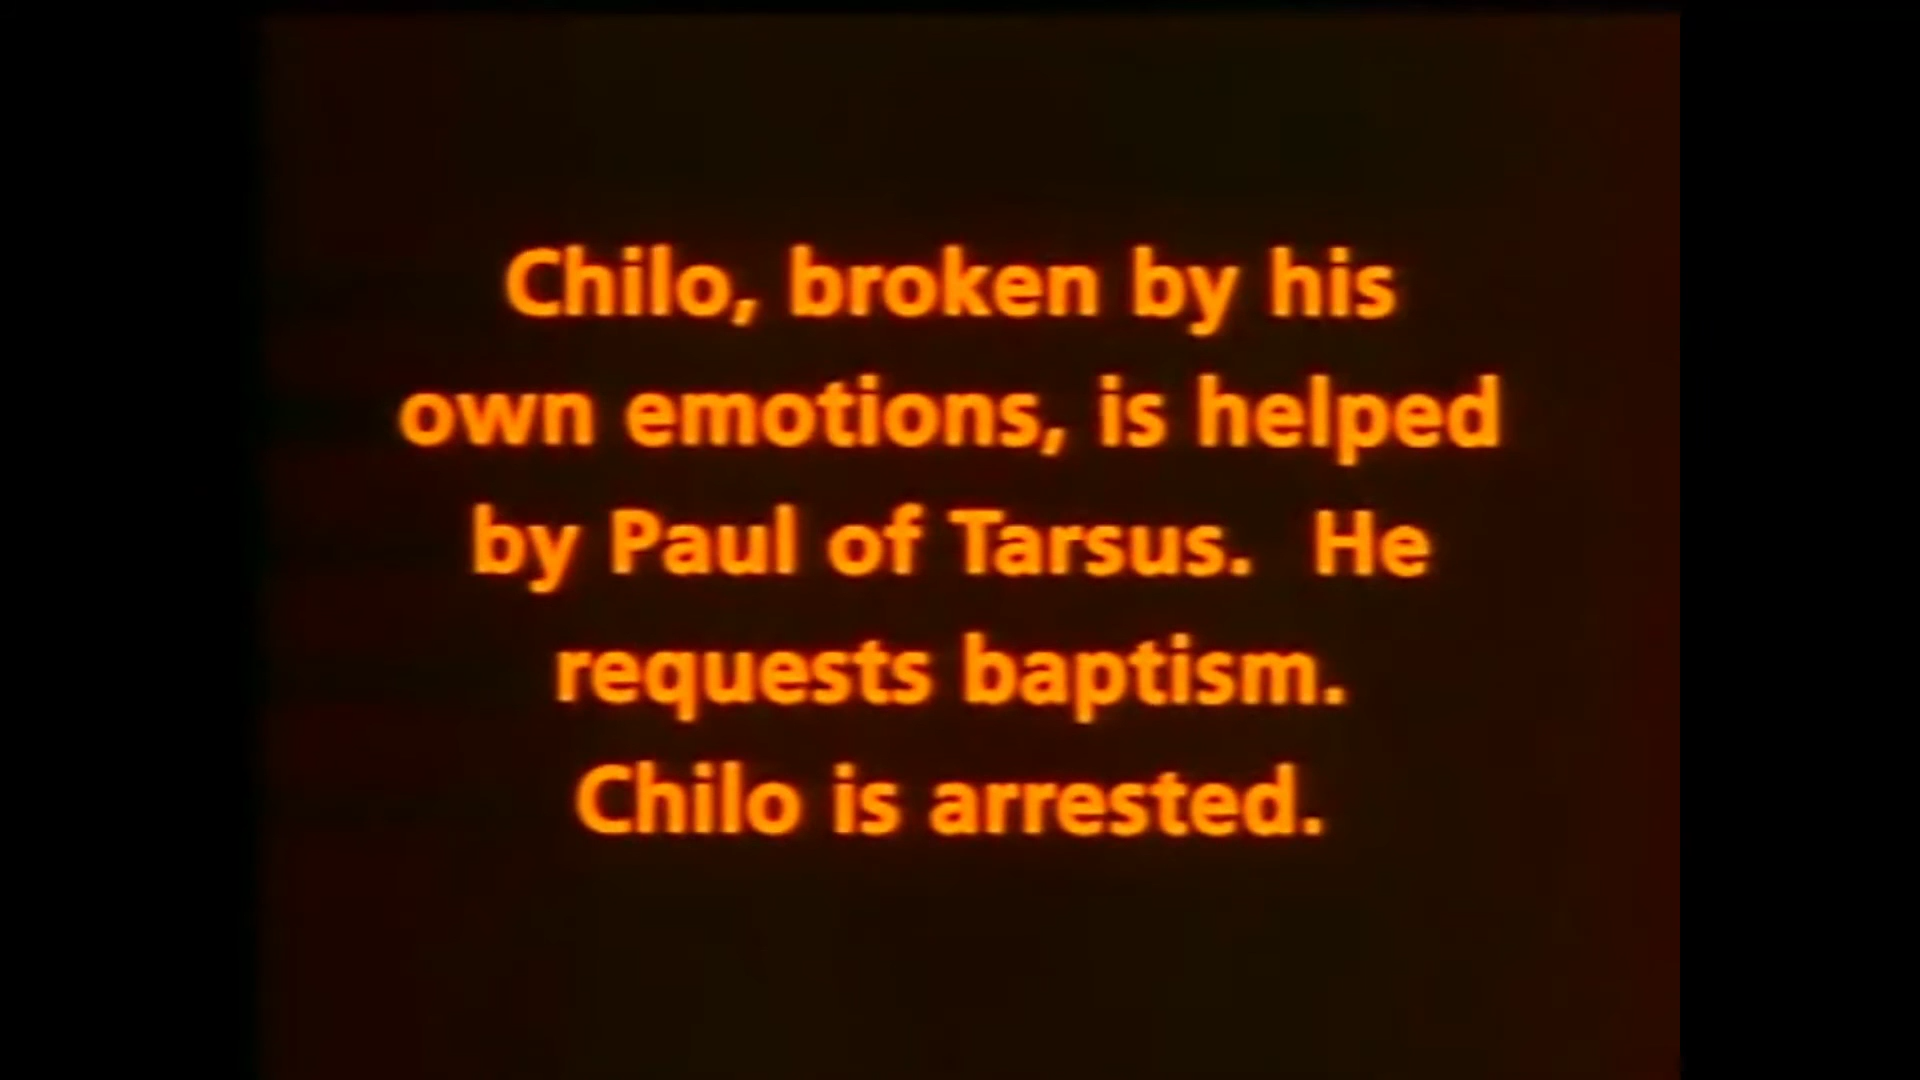 Chilo, broken by his
own emotions, is helped
by Paul of Tarsus.  He
requests baptism.
Chilo is arrested.